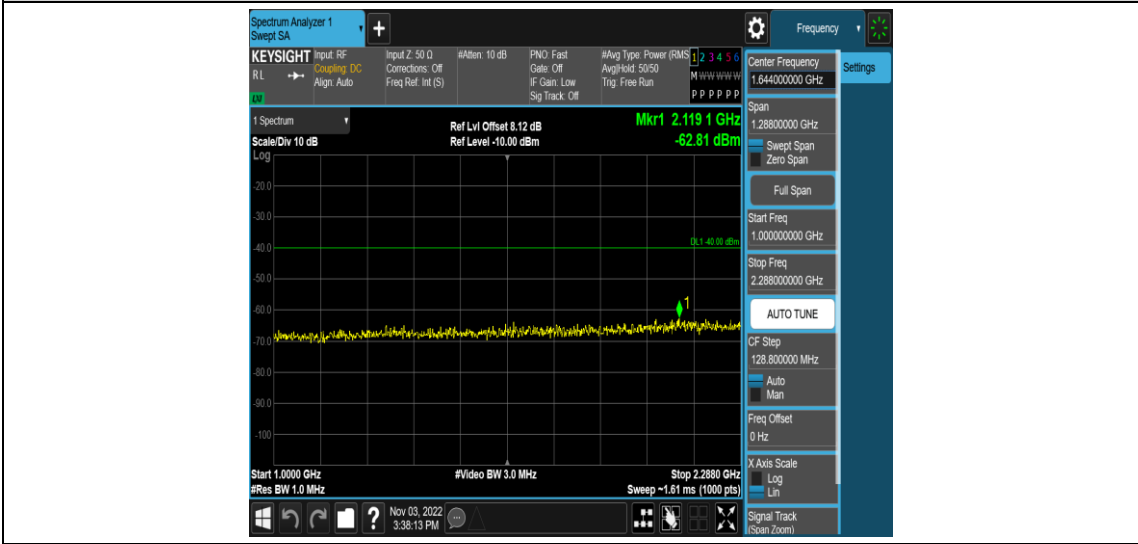 Spectrum Analyzer 1
Swept SA
+
Frequency
KEYSIGHT
RL
Input: RF
Coupling: DC
Align: Auto
Input Z: 50 Ω
Corrections: Off
Freq Ref: Int (S)
#Atten: 10 dB
PNO: Fast
Gate: Off
IF Gain: Low
Sig Track: Off
#Avg Type: Power (RMS
Avg|Hold: 50/50
Trig: Free Run
1 2 3 4 5 6
M W W W W W
P P P P P P
1 Spectrum
Scale/Div 10 dB
Log
Ref Lvl Offset 8.12 dB
Ref Level -10.00 dBm
Mkr1 2.119 1 GHz
-62.81 dBm
-20.0
-30.0
-40.0
-50.0
-60.0
-70.0
-80.0
-90.0
-100
DL1 -40.00 dBm
1
Start 1.0000 GHz
#Res BW 1.0 MHz
#Video BW 3.0 MHz
Stop 2.2880 GHz
Sweep ~1.61 ms (1000 pts)
?
Nov 03, 2022
3:38:13 PM
Center Frequency
1.644000000 GHz
Settings
Span
1.28800000 GHz
Swept Span
Zero Span
Full Span
Start Freq
1.000000000 GHz
Stop Freq
2.288000000 GHz
AUTO TUNE
CF Step
128.800000 MHz
Auto
Man
Freq Offset
0 Hz
X Axis Scale
Log
Lin
Signal Track
(Span Zoom)